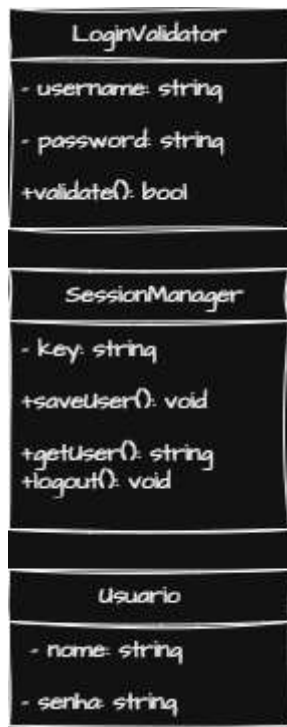 LoginValidator
- username: string
- password: string
+validate(): bool
SessionManager
- key: string
+saveUser(): void
+getUser(): string
+logout(): void
Usuario
- nome: string
- senha: string